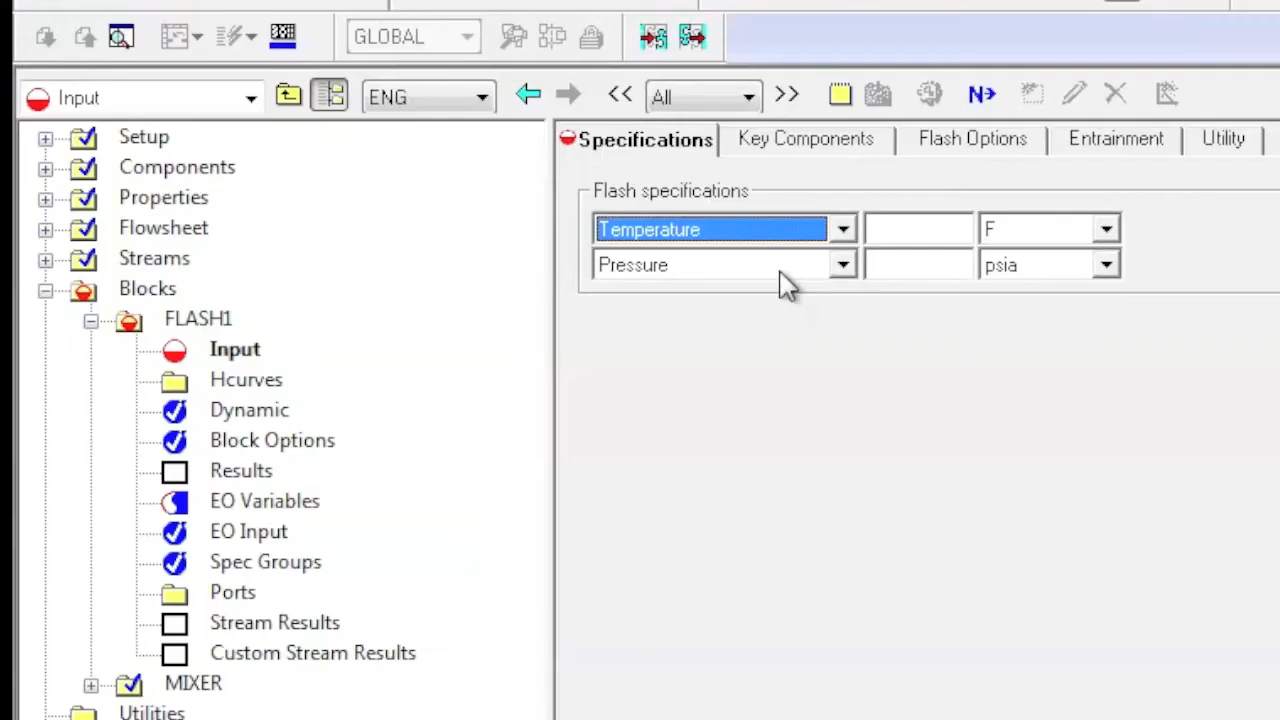 GLOBAL
Input ENG << All >> N>
Setup
Components
Properties
Flowsheet
Streams
Blocks
FLASH1
Input
Hcurves
Dynamic
Block Options
Results
EO Variables
EO Input
Spec Groups
Ports
Stream Results
Custom Stream Results
MIXER
Utilities
Specifications Key Components Flash Options Entrainment Utility
Flash specifications
Temperature F
Pressure psia